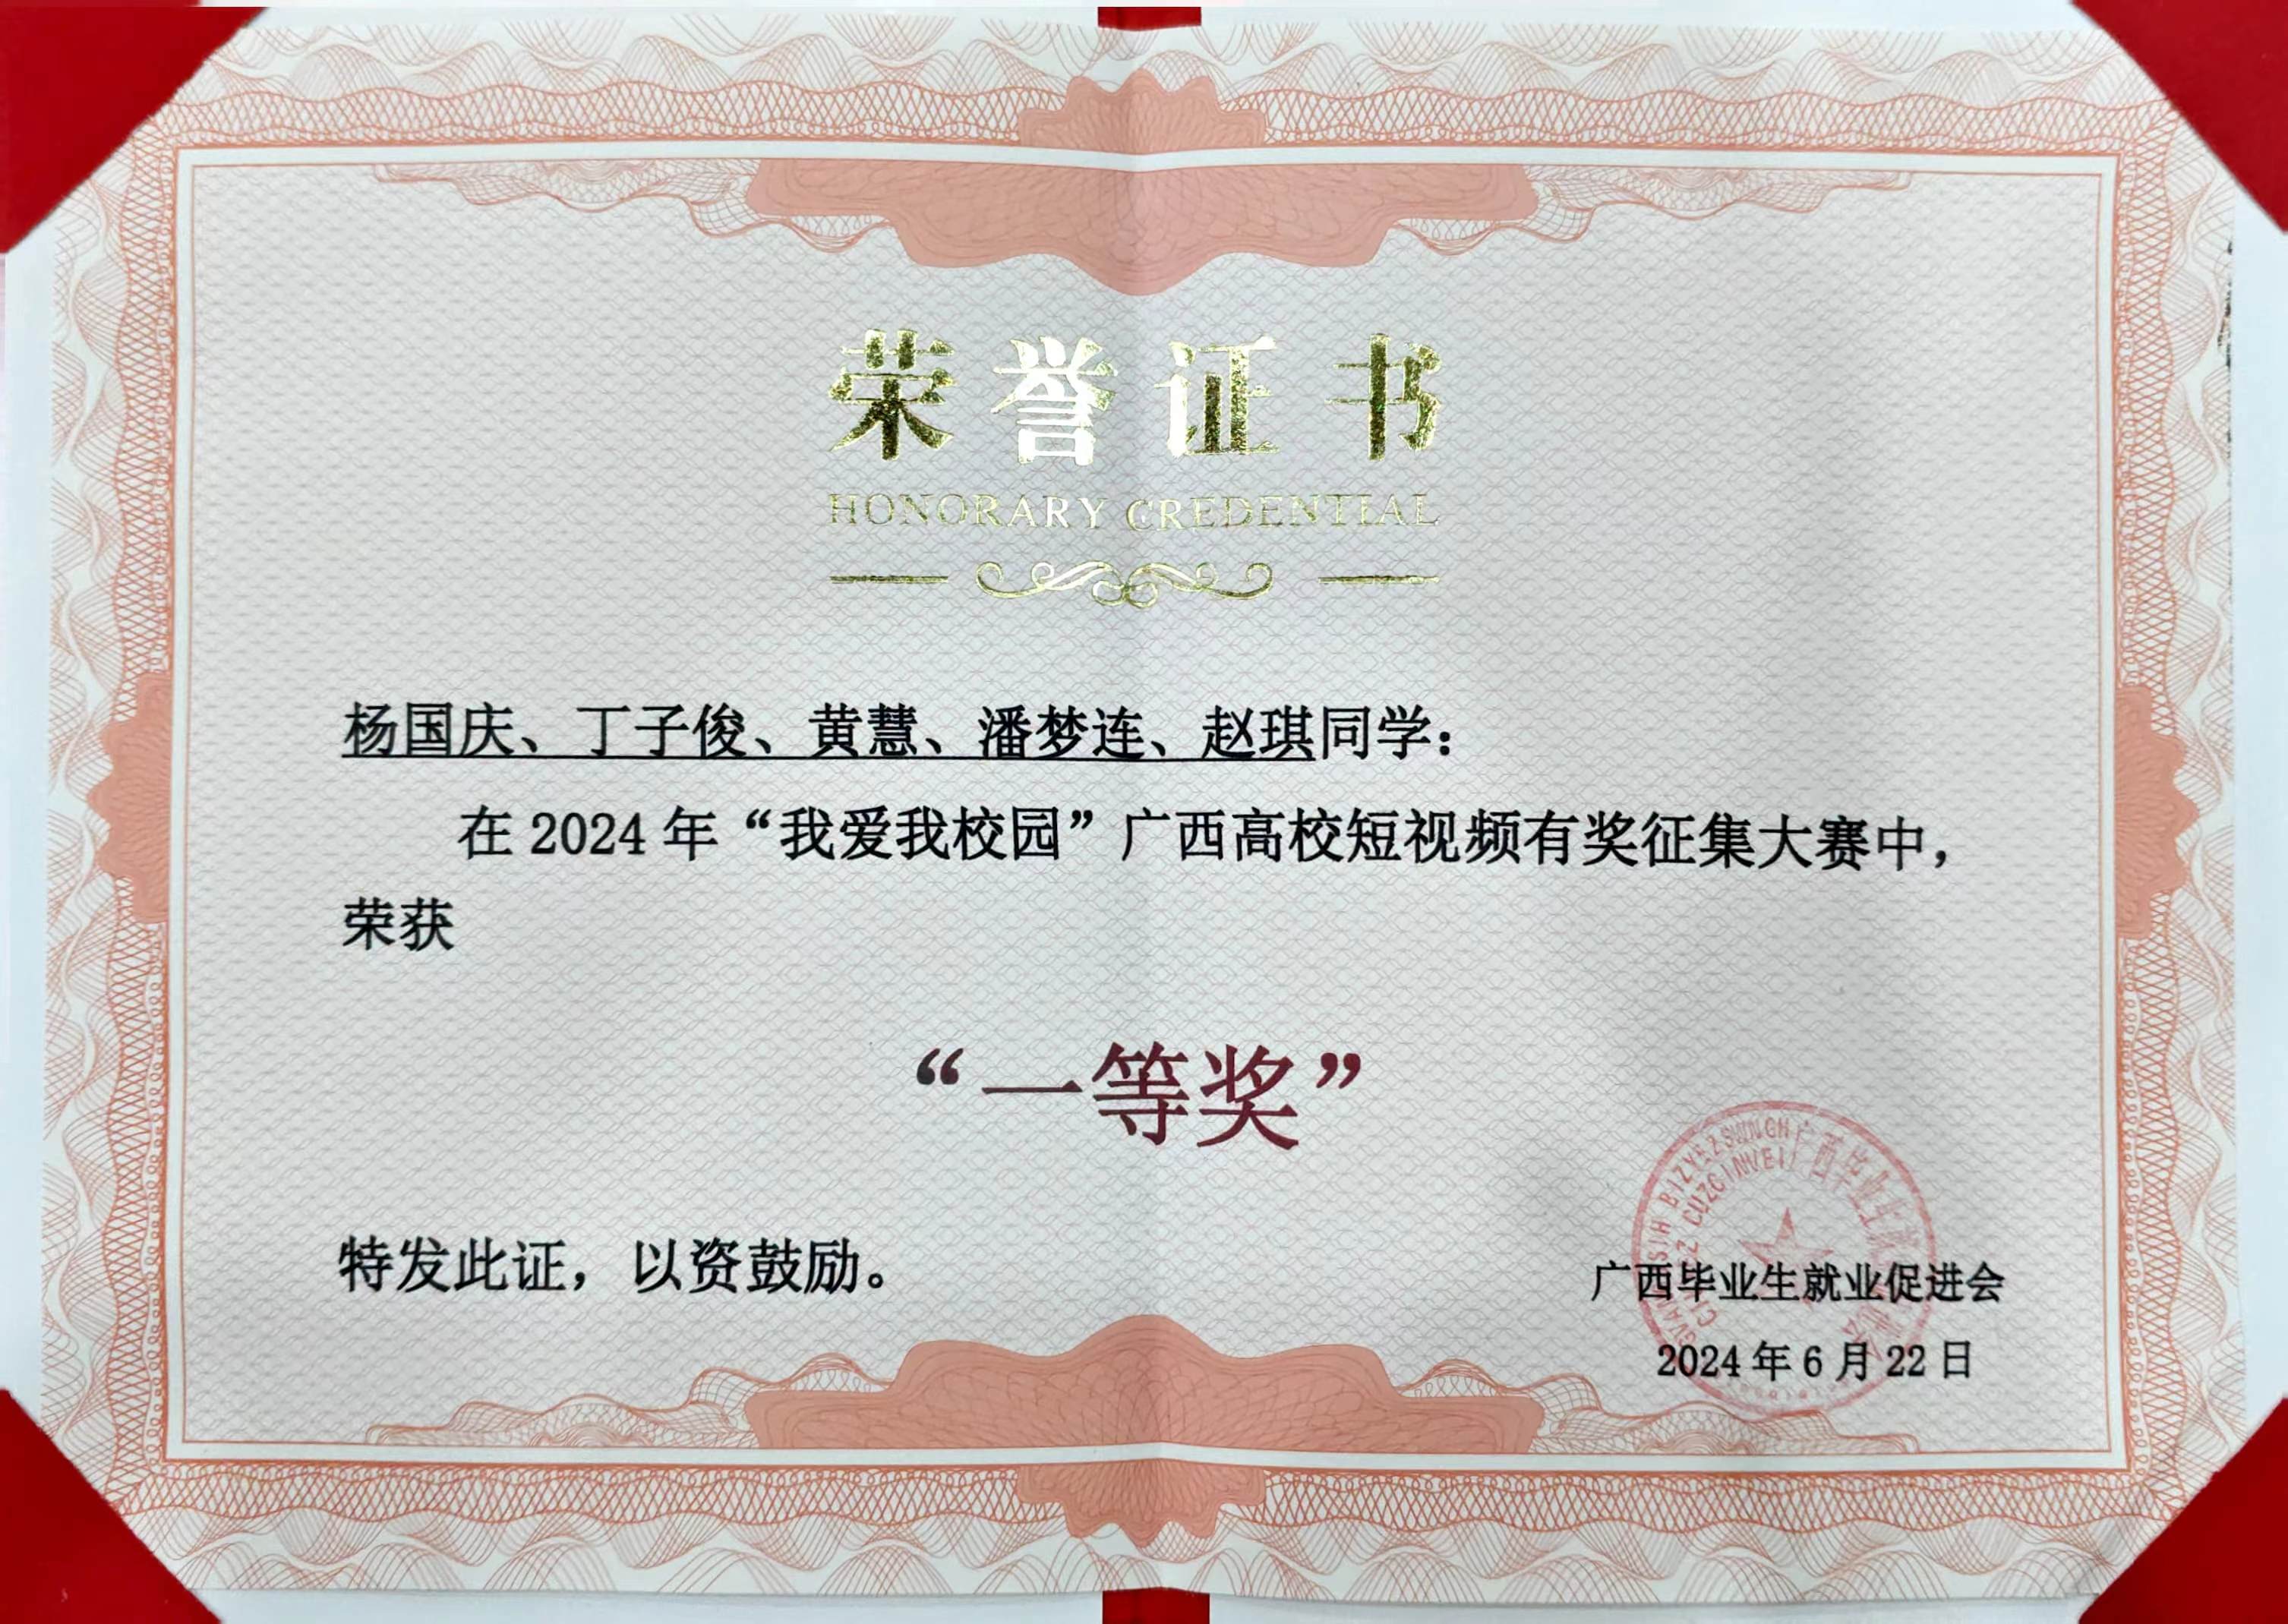 荣誉证书
HONORARY CREDENTIAL
杨国庆、丁子俊、黄慧、潘梦连、赵琪同学：
在 2024 年“我爱我校园”广西高校短视频有奖征集大赛中，
荣获
“一等奖”
特发此证，以资鼓励。
广西毕业生就业促进会
2024 年 6 月 22 日